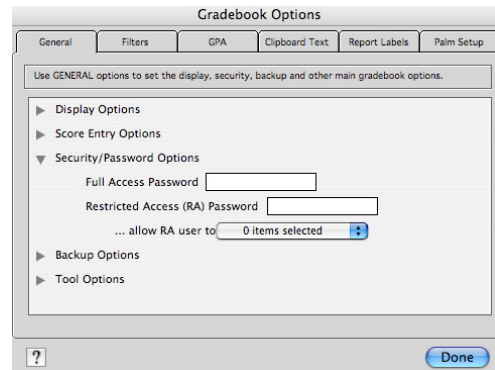 Gradebook Options
General Filters GPA Clipboard Text Report Labels Palm Setup
Use GENERAL options to set the display, security, backup and other main gradebook options.
Display Options
Score Entry Options
Security/Password Options
Full Access Password
Restricted Access (RA) Password
... allow RA user to 0 items selected
Backup Options
Tool Options
? Done